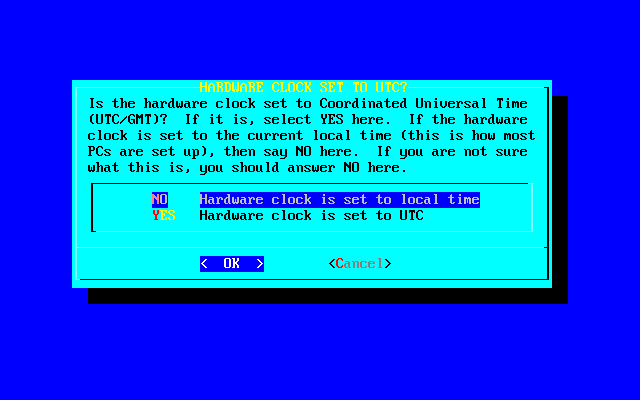 HARDWARE CLOCK SET TO UTC?
Is the hardware clock set to Coordinated Universal Time
(UTC/GMT)?  If it is, select YES here.  If the hardware
clock is set to the current local time (this is how most
PCs are set up), then say NO here.  If you are not sure
what this is, you should answer NO here.
NO    Hardware clock is set to local time
YES   Hardware clock is set to UTC
<  OK  >        <Cancel>